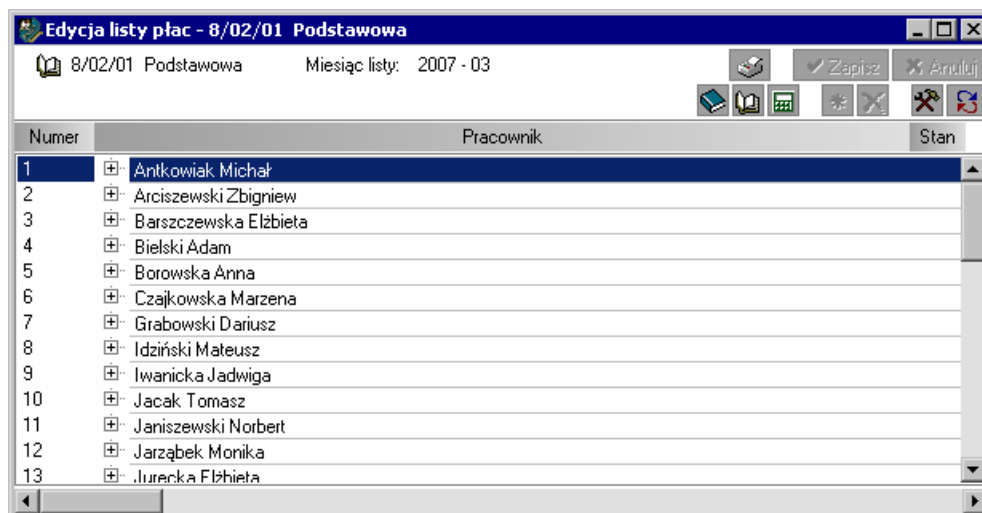 Edycja listy płac - 8/02/01 Podstawowa
8/02/01 Podstawowa Miesiąc listy: 2007 - 03 Zapisz Anuluj
Numer Pracownik Stan
1 Antkowiak Michał
2 Arciszewski Zbigniew
3 Barszczewska Elżbieta
4 Bielski Adam
5 Borowska Anna
6 Czajkowska Marzena
7 Grabowski Dariusz
8 Idziński Mateusz
9 Iwanicka Jadwiga
10 Jacak Tomasz
11 Janiszewski Norbert
12 Jarząbek Monika
13 Jurecka Elżbieta